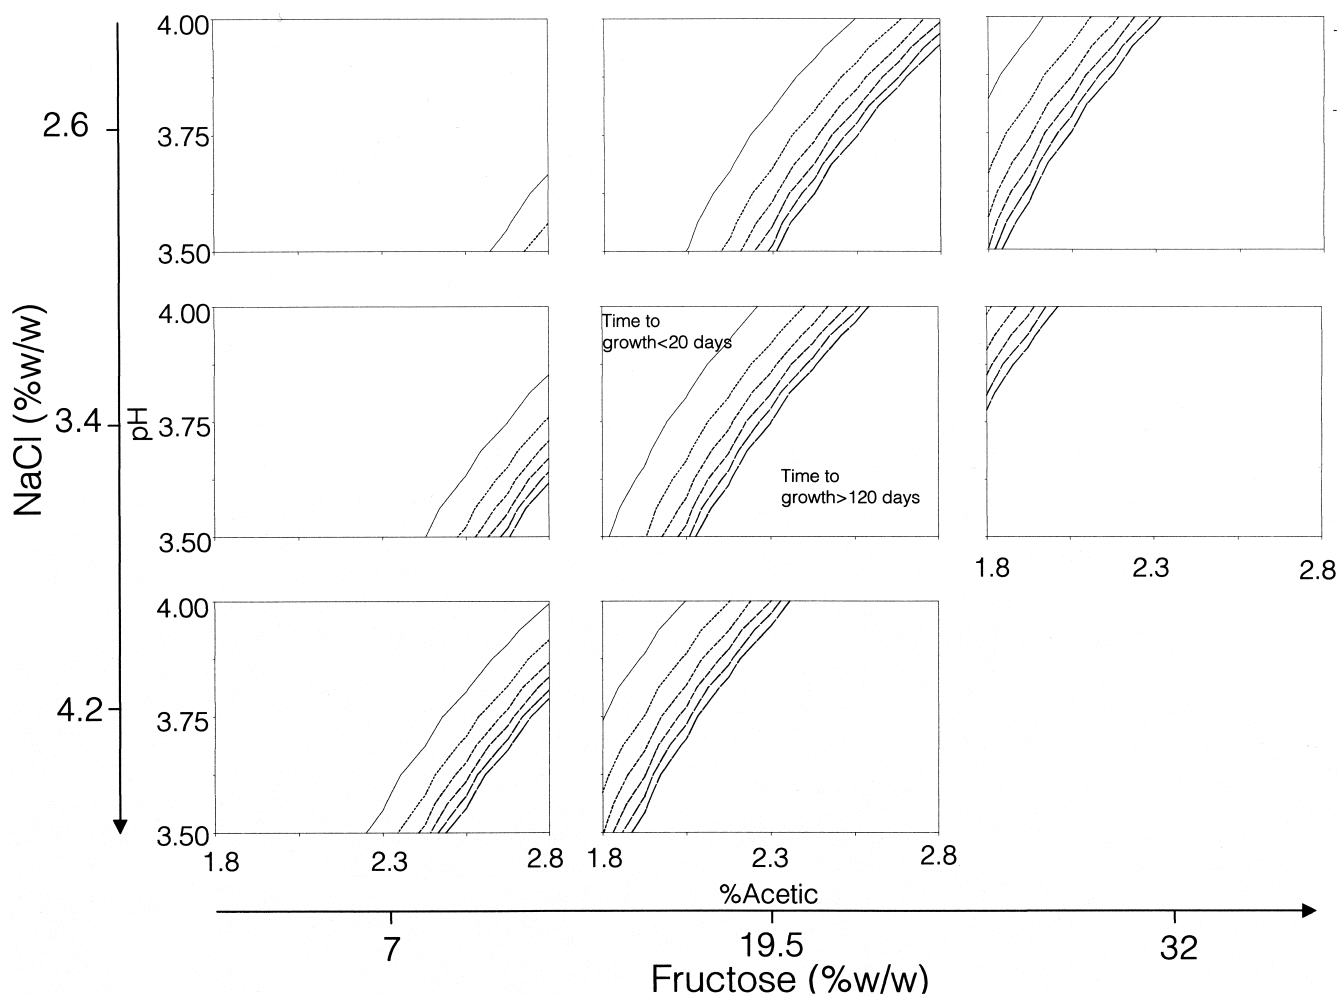 4.00
2.6
3.75
3.50
4.00
Time to
growth<20 days
NaCl (%w/w)
3.4
pH
3.75
Time to
growth>120 days
3.50
1.8 2.3 2.8
4.00
4.2
3.75
3.50
1.8 2.3 2.8 1.8 2.3 2.8
%Acetic
7 19.5 32
Fructose (%w/w)